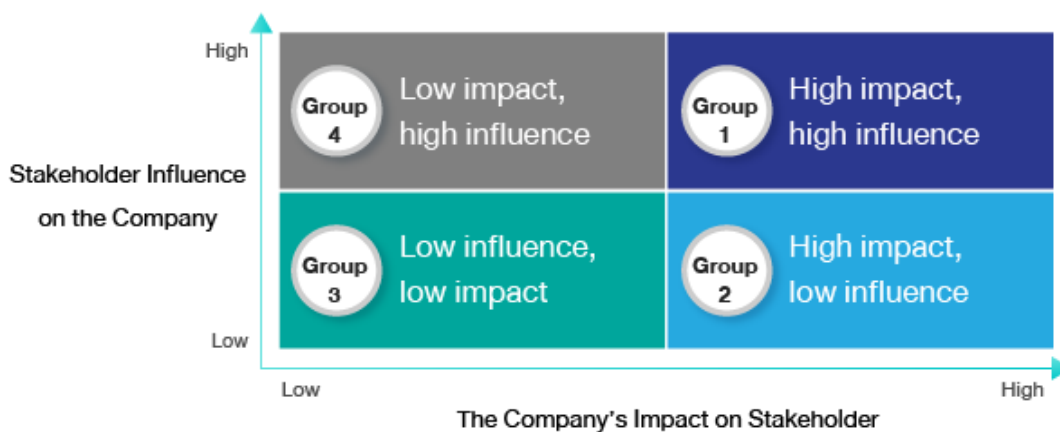 High
Group
4
Low impact,
high influence
Group
1
High impact,
high influence
Stakeholder Influence
on the Company
Group
3
Low influence,
low impact
Group
2
High impact,
low influence
Low
Low
High
The Company's Impact on Stakeholder